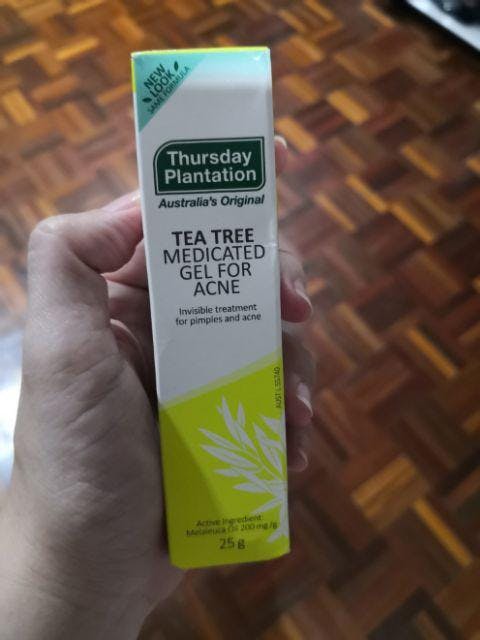 NEW
LOOK
SAME FORMULA
Thursday
Plantation
Australia's Original
TEA TREE
MEDICATED
GEL FOR
ACNE
Invisible treatment
for pimples and acne
AUST L 55740
Active Ingredient:
Melaleuca Oil 200 mg/g
25 g